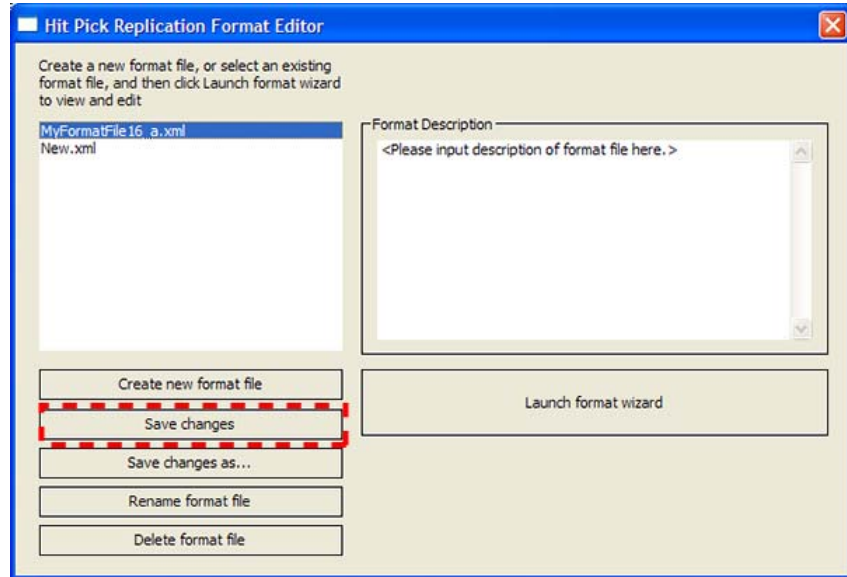 Hit Pick Replication Format Editor
Create a new format file, or select an existing
format file, and then click Launch format wizard
to view and edit
MyFormatFile16_a.xml
New.xml
Format Description
<Please input description of format file here.>
Create new format file
Save changes
Save changes as...
Rename format file
Delete format file
Launch format wizard